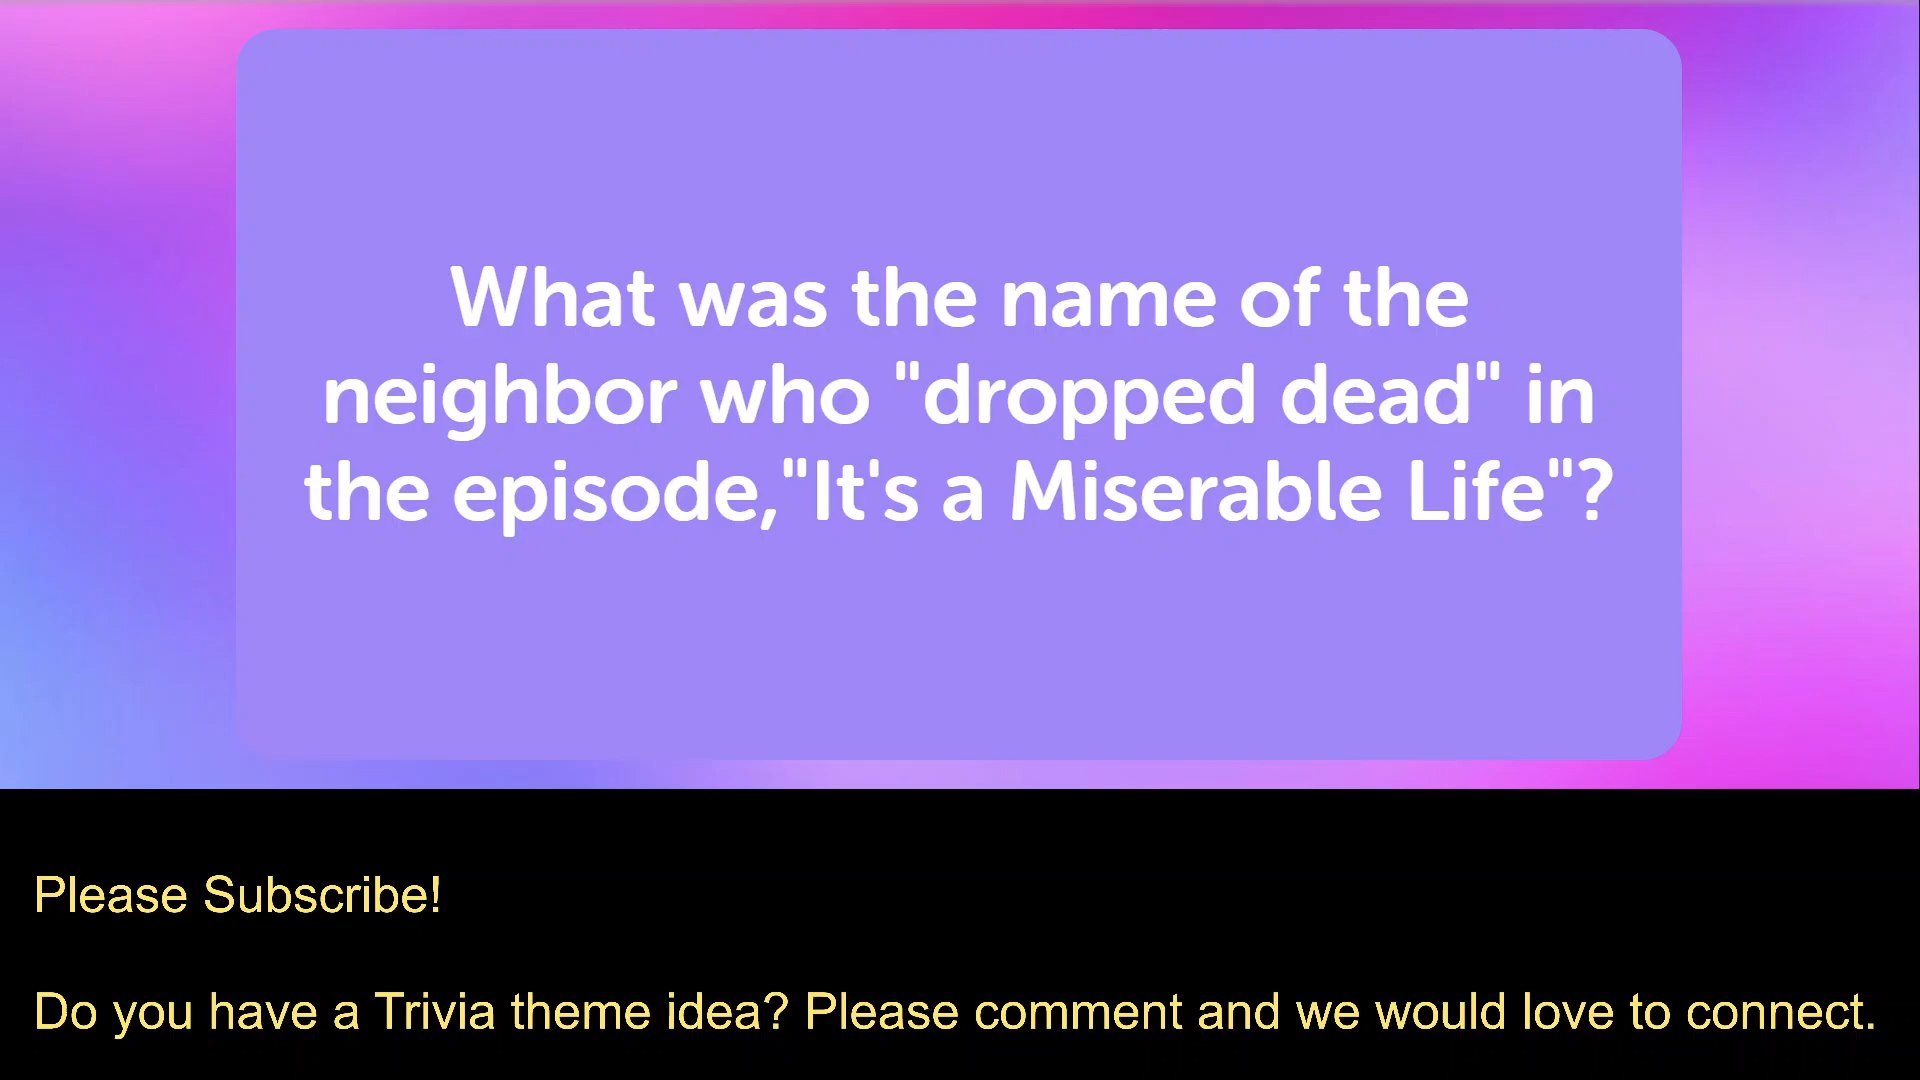 What was the name of the
neighbor who "dropped dead" in
the episode,"It's a Miserable Life"?
Please Subscribe!
Do you have a Trivia theme idea? Please comment and we would love to connect.